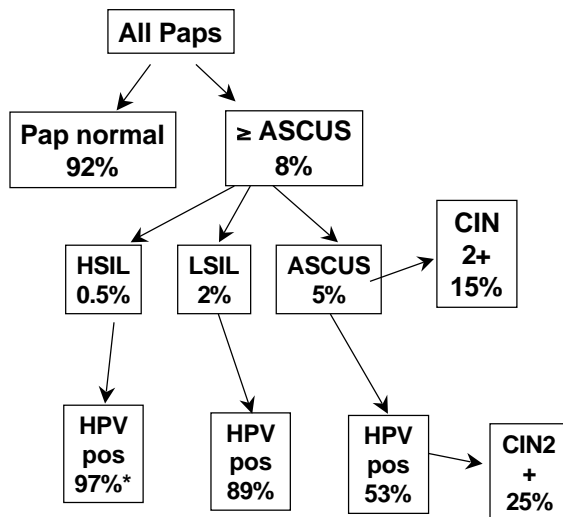 All Paps
Pap normal
92%
≥ ASCUS
8%
HSIL
0.5%
LSIL
2%
ASCUS
5%
CIN
2+
15%
HPV
pos
97%*
HPV
pos
89%
HPV
pos
53%
CIN2
+
25%